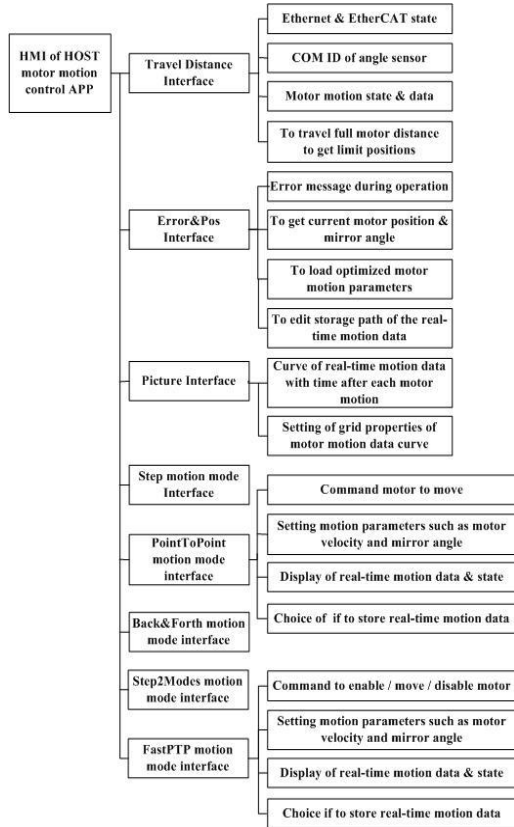 HMI of HOST
motor motion
control APP
Travel Distance
Interface
Ethernet & EtherCAT state
COM ID of angle sensor
Motor motion state & data
To travel full motor distance
to get limit positions
Error&Pos
Interface
Error message during operation
To get current motor position &
mirror angle
To load optimized motor
motion parameters
To edit storage path of the real-
time motion data
Picture Interface
Curve of real-time motion data
with time after each motor
motion
Setting of grid properties of
motor motion data curve
Step motion mode
Interface
PointToPoint
motion mode
interface
Command motor to move
Setting motion parameters such as motor
velocity and mirror angle
Display of real-time motion data & state
Choice of if to store real-time motion data
Back&Forth motion
mode interface
Step2Modes motion
mode interface
FastPTP motion
mode interface
Command to enable / move / disable motor
Setting motion parameters such as motor
velocity and mirror angle
Display of real-time motion data & state
Choice if to store real-time motion data